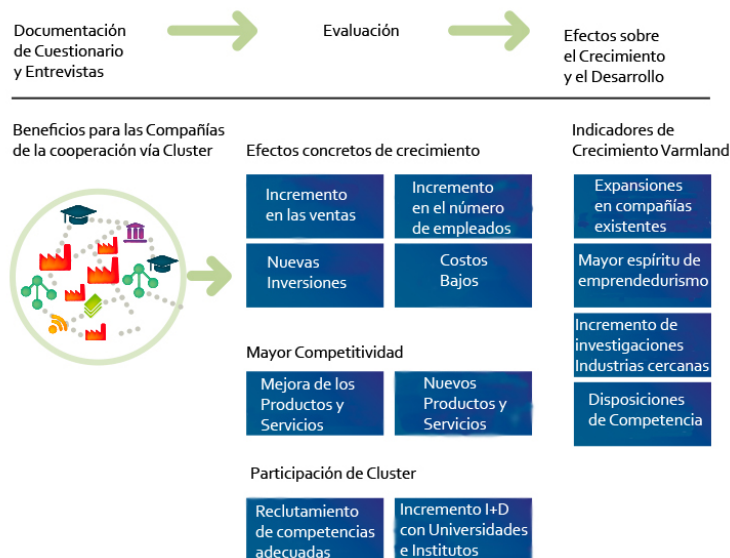 Documentación
de Cuestionario
y Entrevistas
Evaluación
Efectos sobre
el Crecimiento
y el Desarrollo
Beneficios para las Compañías
de la cooperación vía Cluster
Efectos concretos de crecimiento
Incremento
en las ventas
Incremento
en el número
de empleados
Nuevas
Inversiones
Costos
Bajos
Mayor Competitividad
Mejora de los
Productos y
Servicios
Nuevos
Productos y
Servicios
Participación de Cluster
Reclutamiento
de competencias
adecuadas
Incremento I+D
con Universidades
e Institutos
Indicadores de
Crecimiento Varmland
Expansiones
en compañías
existentes
Mayor espíritu de
emprendedurismo
Incremento de
investigaciones
Industrias cercanas
Disposiciones
de Competencia